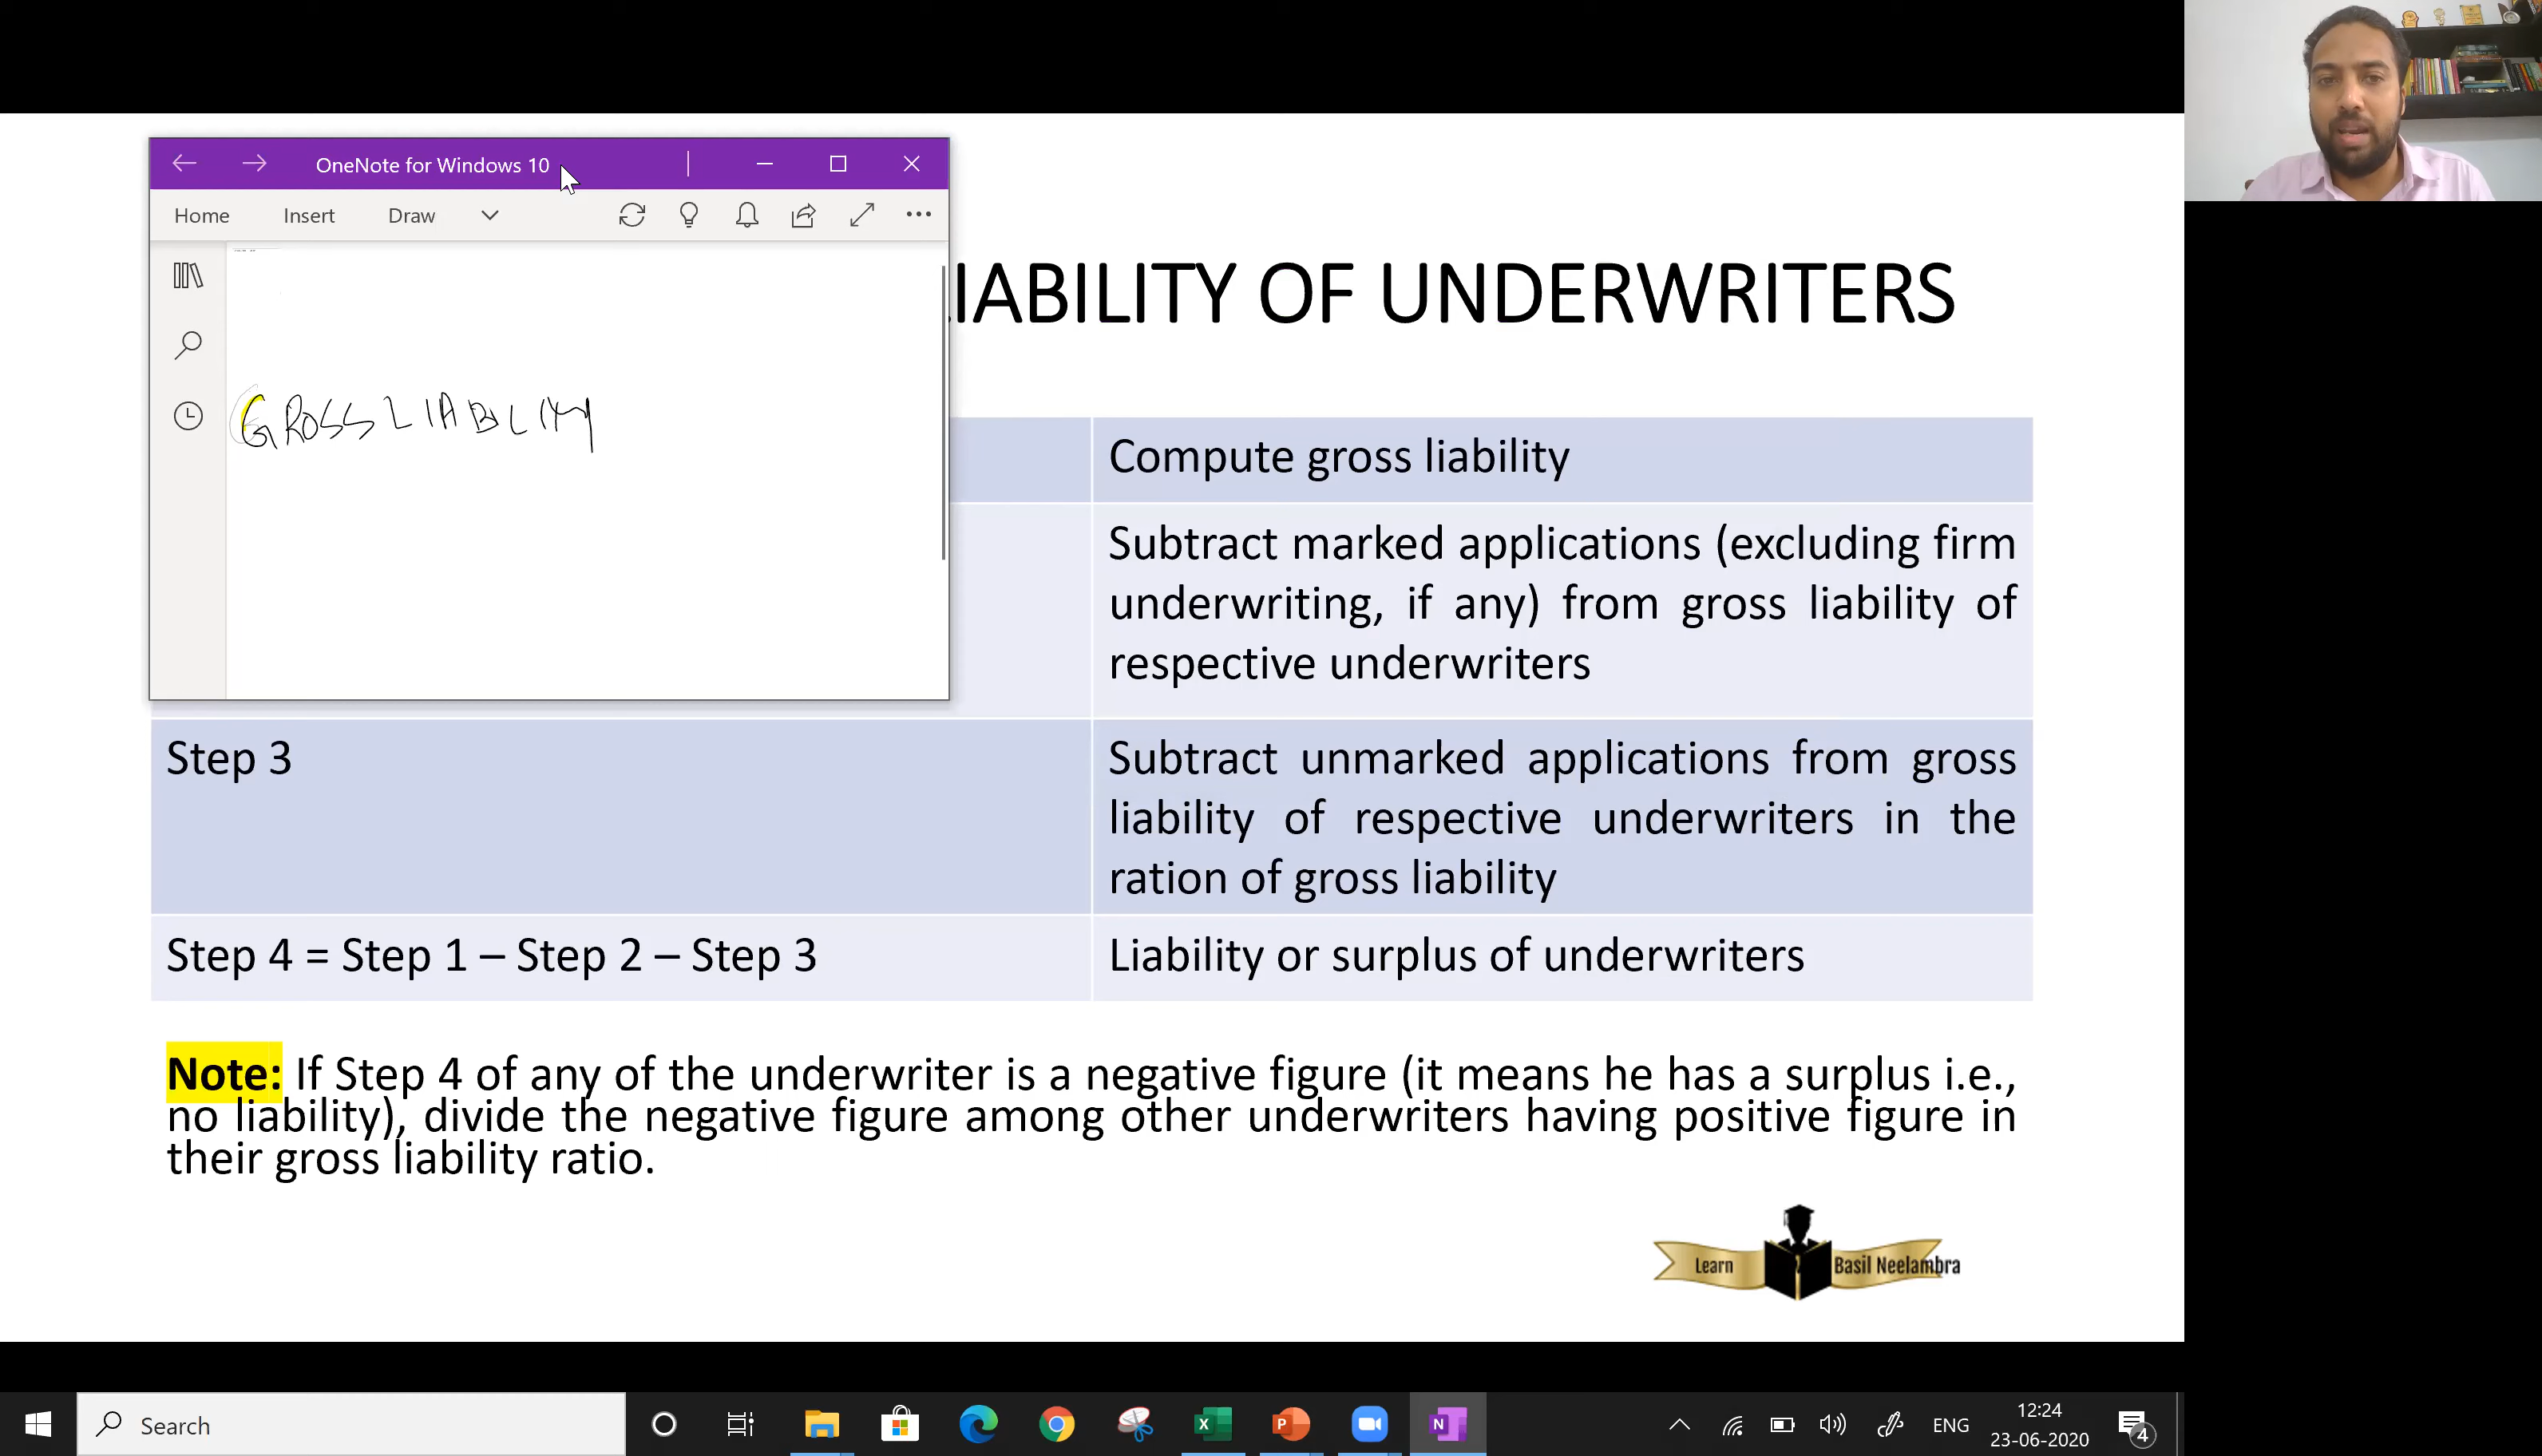 OneNote for Windows 10
Home Insert Draw
GROSS LIABLITY
IABILITY OF UNDERWRITERS
Compute gross liability
Subtract marked applications (excluding firm
underwriting, if any) from gross liability of
respective underwriters
Step 3
Subtract unmarked applications from gross
liability of respective underwriters in the
ration of gross liability
Step 4 = Step 1 – Step 2 – Step 3
Liability or surplus of underwriters
Note: If Step 4 of any of the underwriter is a negative figure (it means he has a surplus i.e.,
no liability), divide the negative figure among other underwriters having positive figure in
their gross liability ratio.
Learn Basil Neelambra
Search
ENG
12:24
23-06-2020
4